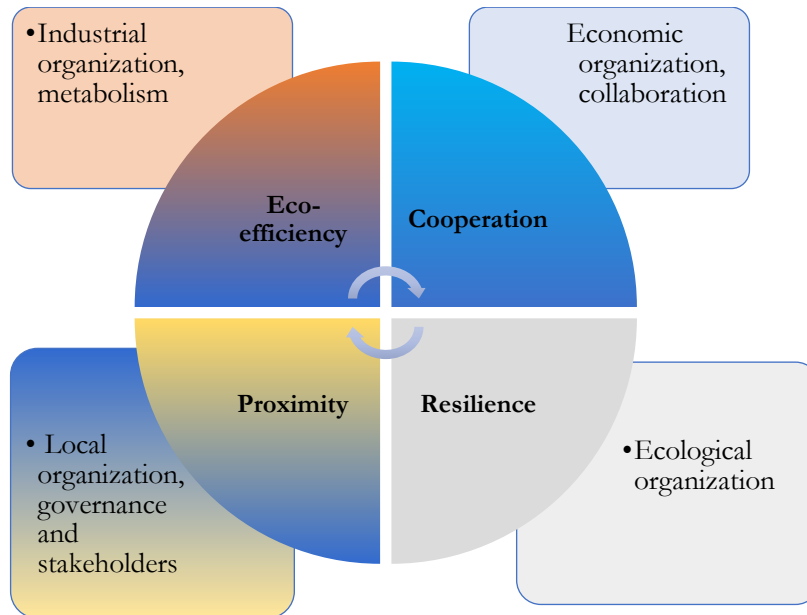 •Industrial
organization,
metabolism
Economic
organization,
collaboration
Eco-
efficiency
Cooperation
Proximity
Resilience
• Local
organization,
governance
and
stakeholders
•Ecological
organization